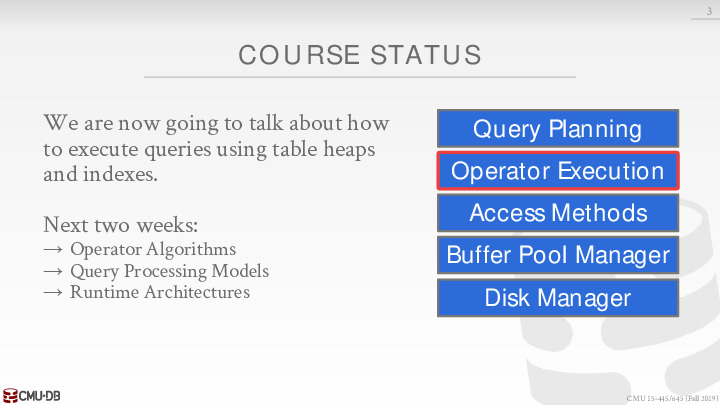 3
COURSE STATUS
We are now going to talk about how
to execute queries using table heaps
and indexes.
Next two weeks:
→ Operator Algorithms
→ Query Processing Models
→ Runtime Architectures
Query Planning
Operator Execution
Access Methods
Buffer Pool Manager
Disk Manager
CMU·DB
CMU 15-445/645 (Fall 2019)